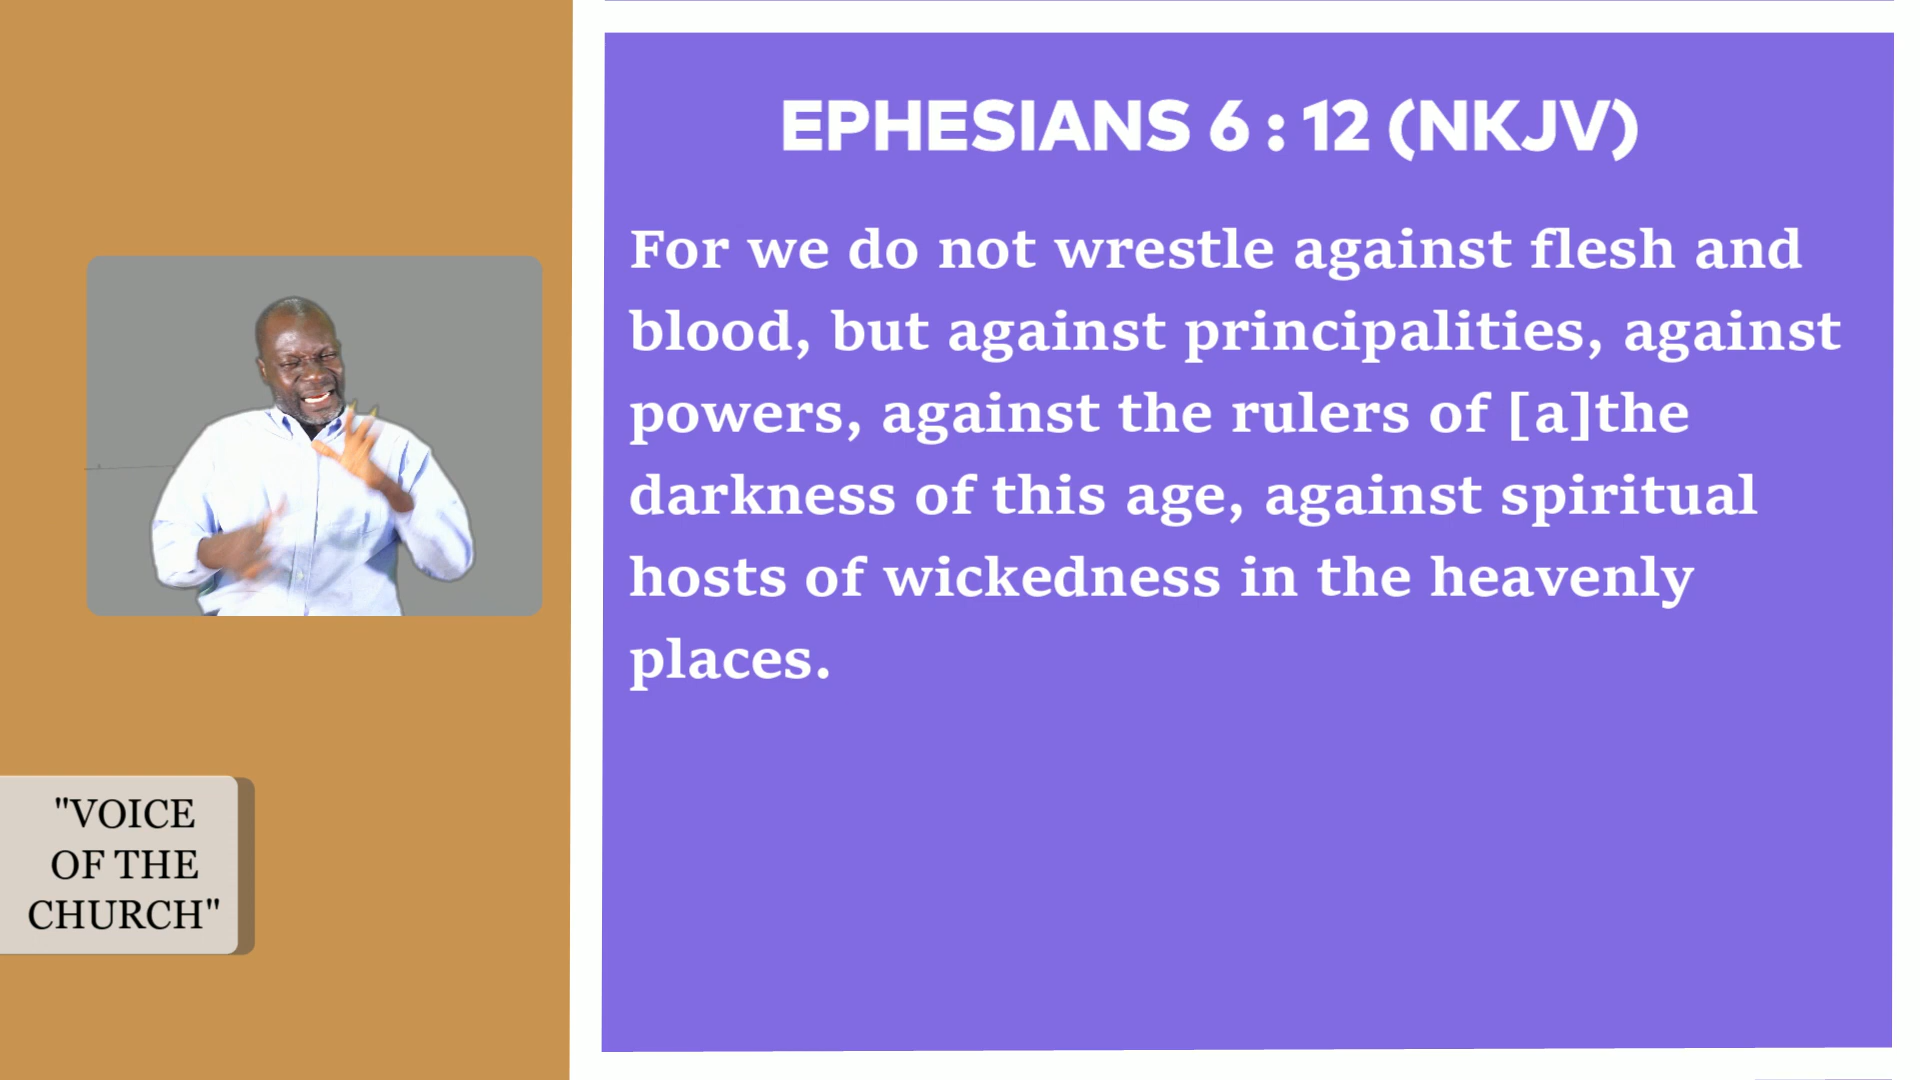 EPHESIANS 6 : 12 (NKJV)
For we do not wrestle against flesh and
blood, but against principalities, against
powers, against the rulers of [a]the
darkness of this age, against spiritual
hosts of wickedness in the heavenly
places.
"VOICE
OF THE
CHURCH"